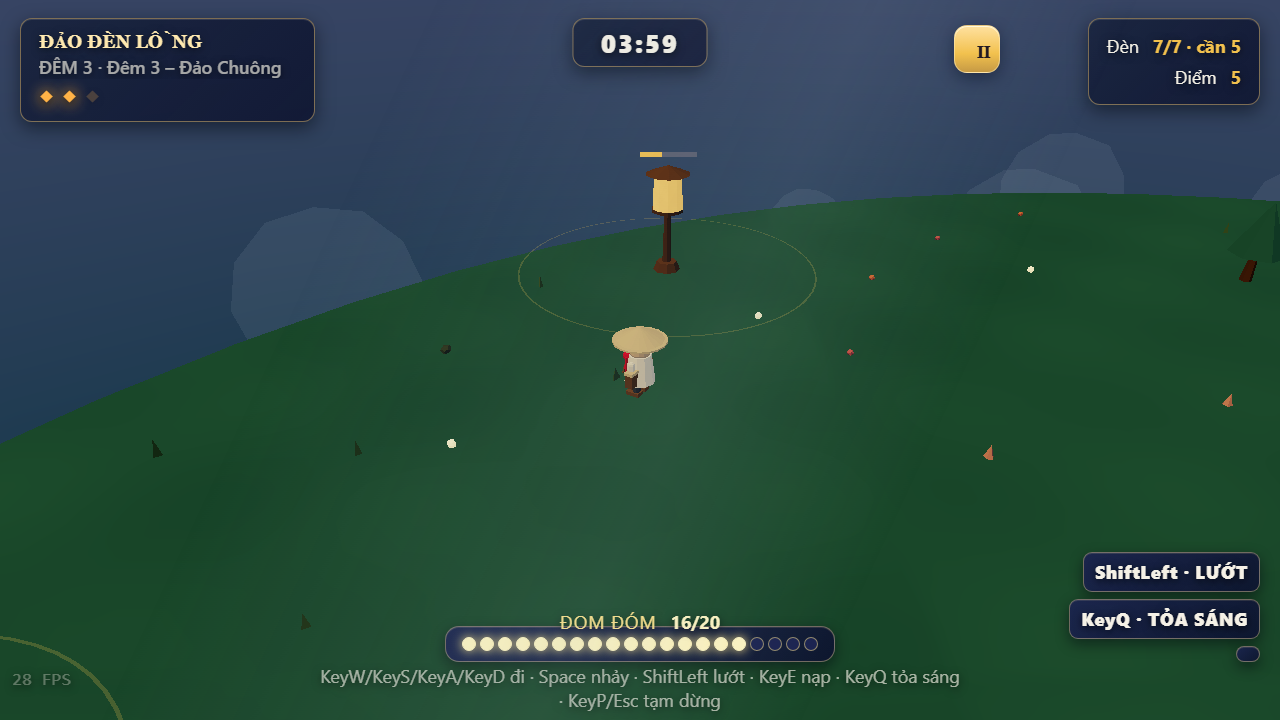 ĐẢO ĐÈN LỒNG
ĐÊM 3 · Đêm 3 – Đảo Chuông
03:59
II
Đèn 7/7 · cần 5
Điểm 5
ShiftLeft · LƯỚT
KeyQ · TỎA SÁNG
ĐOM ĐÓM 16/20
KeyW/KeyS/KeyA/KeyD đi · Space nhảy · ShiftLeft lướt · KeyE nạp · KeyQ tỏa sáng
· KeyP/Esc tạm dừng
28 FPS